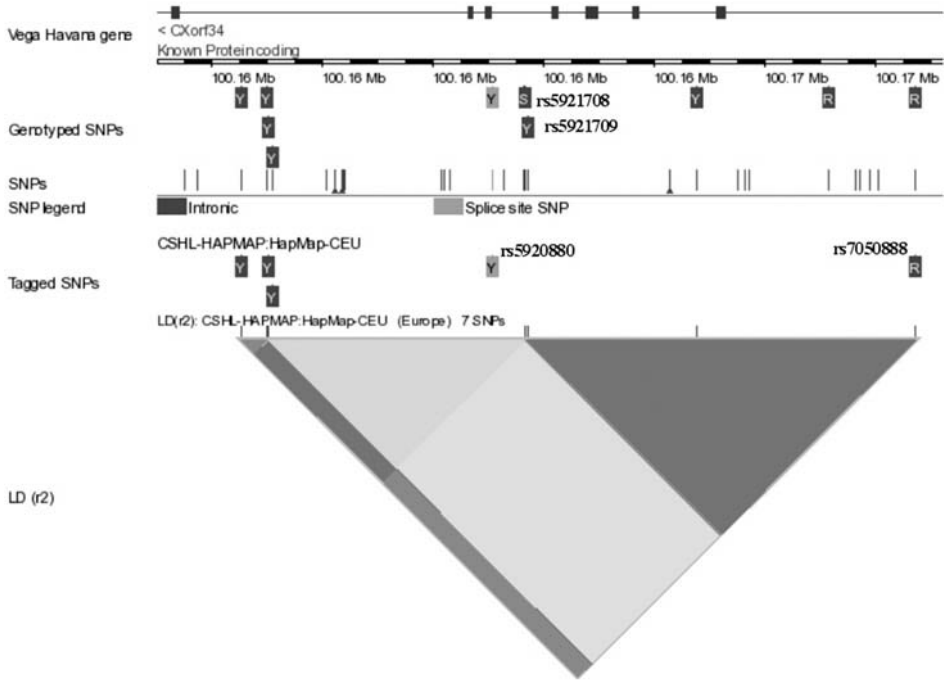 Vega Havana gene
< CXorf34
Known Protein coding
100.16 Mb 100.16 Mb 100.16 Mb 100.16 Mb 100.16 Mb 100.17 Mb 100.17 Mb
Y Y Y S rs5921708 Y R R
Genotyped SNPs Y Y rs5921709
Y
SNPs
SNP legend Intronic Splice site SNP
CSHL-HAPMAP:HapMap-CEU rs5920880 rs7050888
Tagged SNPs Y Y Y R
Y
LD(r2): CSHL-HAPMAP:HapMap-CEU (Europe) 7 SNPs
LD (r2)